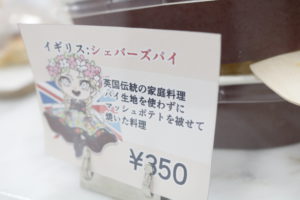 イギリス:シェパーズパイ
英国伝統の家庭料理
パイ生地を使わずに
マッシュポテトを被せて
焼いた料理
¥350